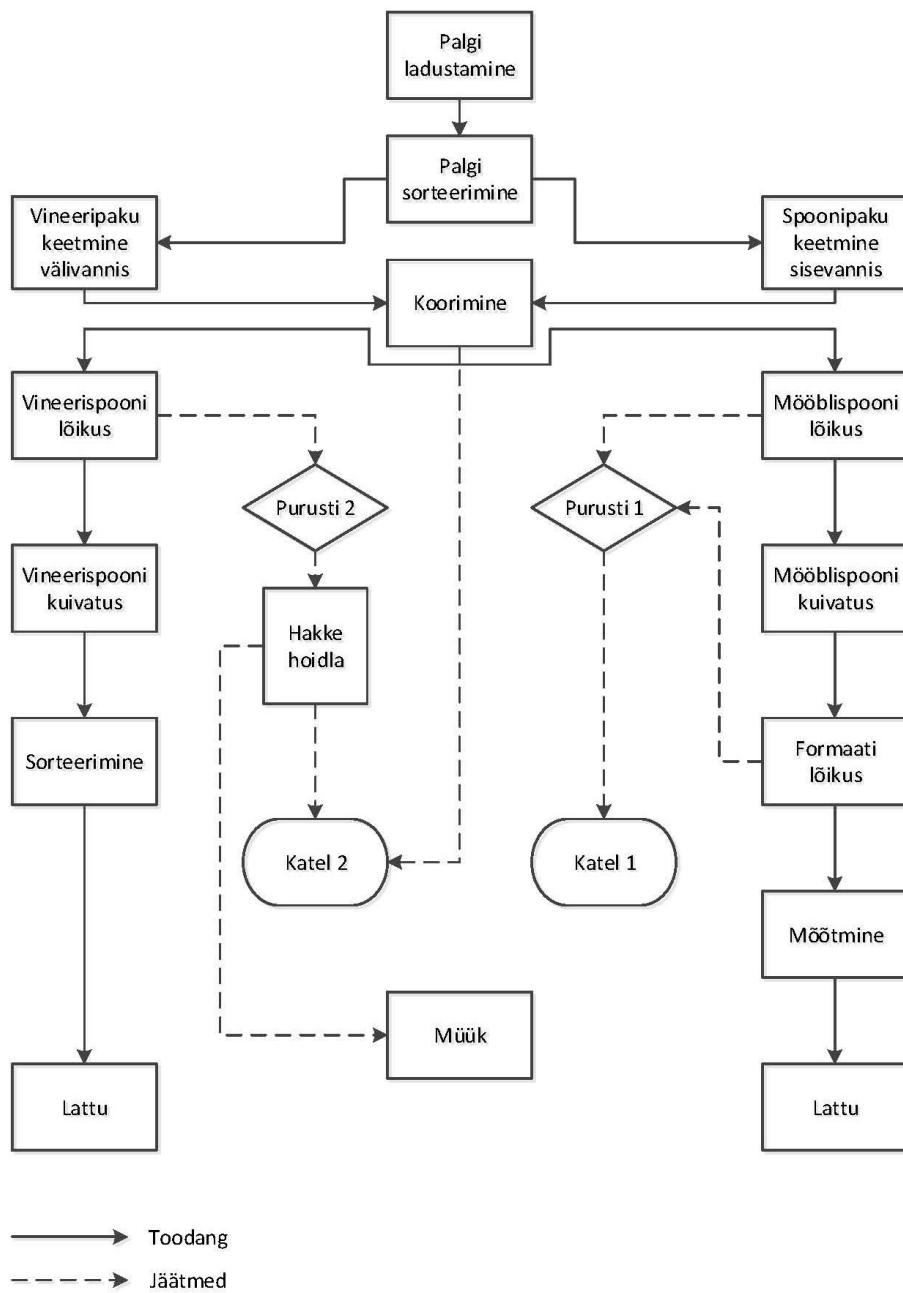 Palgi
ladustamine
Palgi
sorteerimine
Vineeripaku
keetmine
välivannis
Spoonipaku
keetmine
sisevannis
Koorimine
Vineerispooni
lõikus
Mööblispooni
lõikus
Purusti 2
Purusti 1
Vineerispooni
kuivatus
Mööblispooni
kuivatus
Hakke
hoidla
Sorteerimine
Formaati
lõikus
Katel 2
Katel 1
Mõõtmine
Müük
Lattu
Lattu
Toodang
Jäätmed